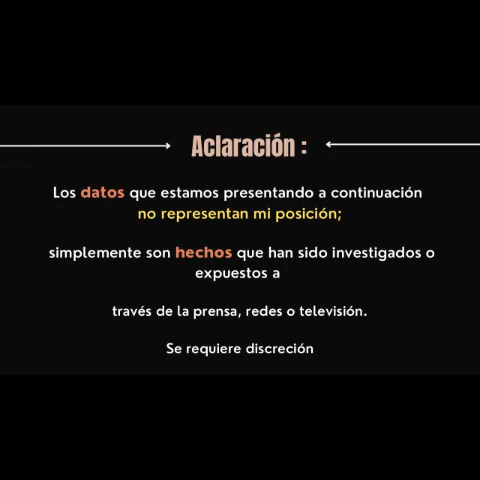 Aclaración :
Los datos que estamos presentando a continuación
no representan mi posición;
simplemente son hechos que han sido investigados o
expuestos a
través de la prensa, redes o televisión.
Se requiere discreción